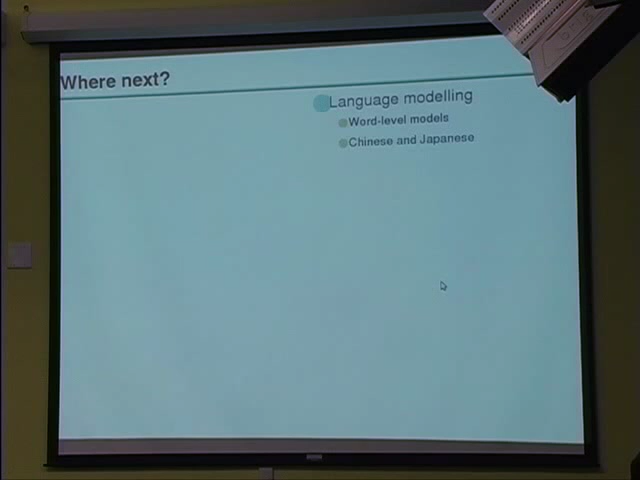 Where next?
Language modelling
Word-level models
Chinese and Japanese